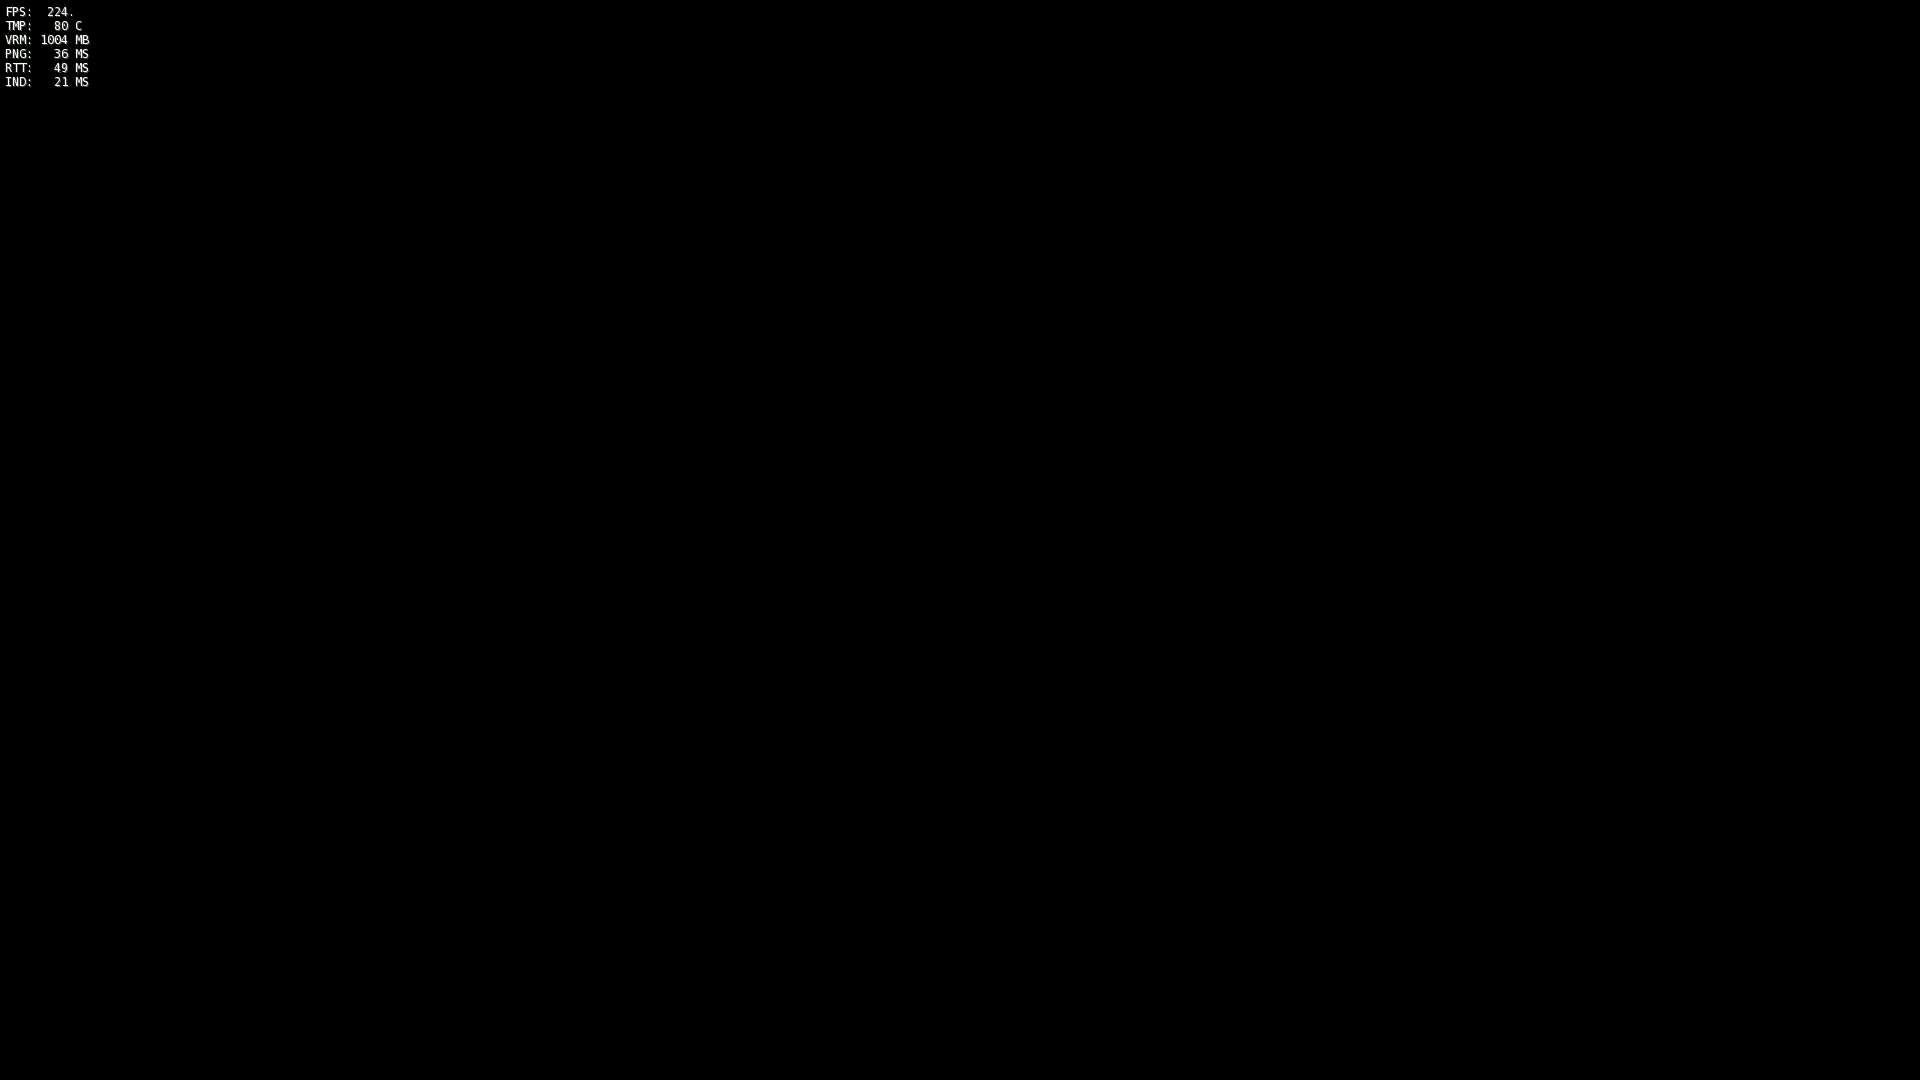 FPS:  224.
TMP:   80 C
VRM: 1004 MB
PNG:   36 MS
RTT:   49 MS
IND:   21 MS